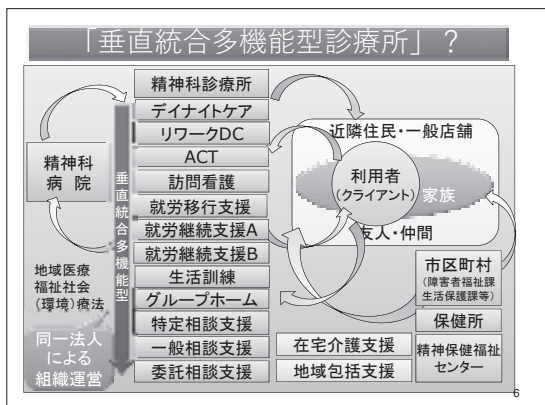 「垂直統合多機能型診療所」?
精神科診療所
デイナイトケア
リワークDC
ACT
訪問看護
就労移行支援
就労継続支援A
就労継続支援B
生活訓練
グループホーム
特定相談支援
一般相談支援
委託相談支援
精神科
病 院
垂直統合多機能型
地域医療
福祉社会
(環境)療法
同一法人
による
組織運営
近隣住民・一般店舗
利用者
(クライアント)
家族
友人・仲間
市区町村
(障害者福祉課
生活保護課等)
保健所
精神保健福祉
センター
在宅介護支援
地域包括支援
6